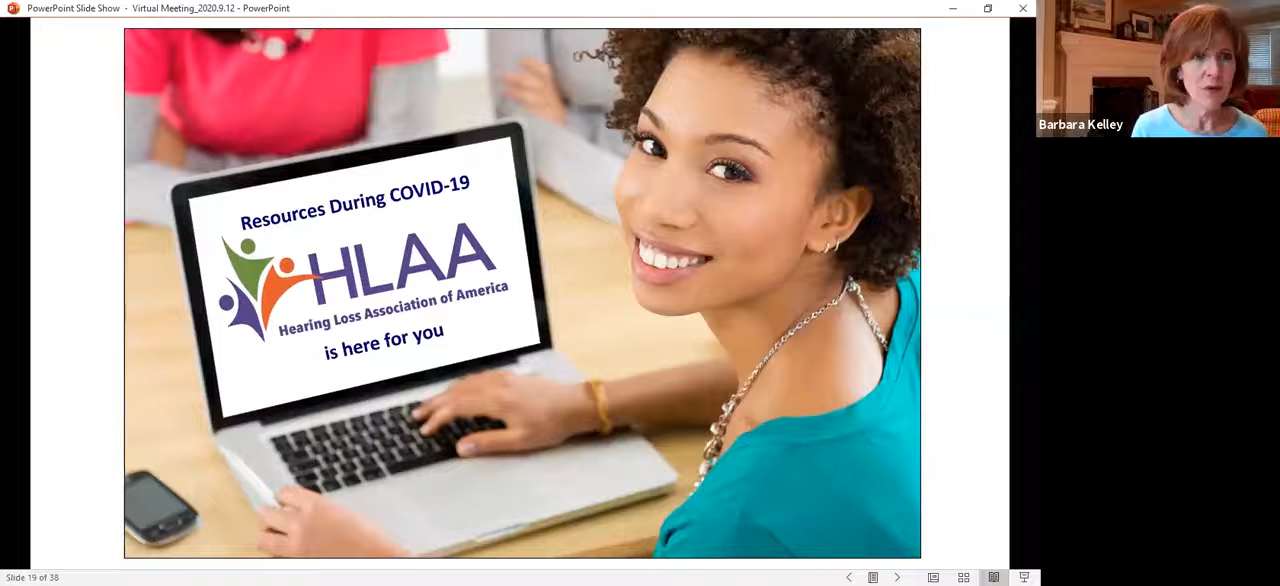 PowerPoint Slide Show - Virtual Meeting_2020.9.12 - PowerPoint
Barbara Kelley
Resources During COVID-19
HLAA
Hearing Loss Association of America
is here for you
Slide 19 of 38